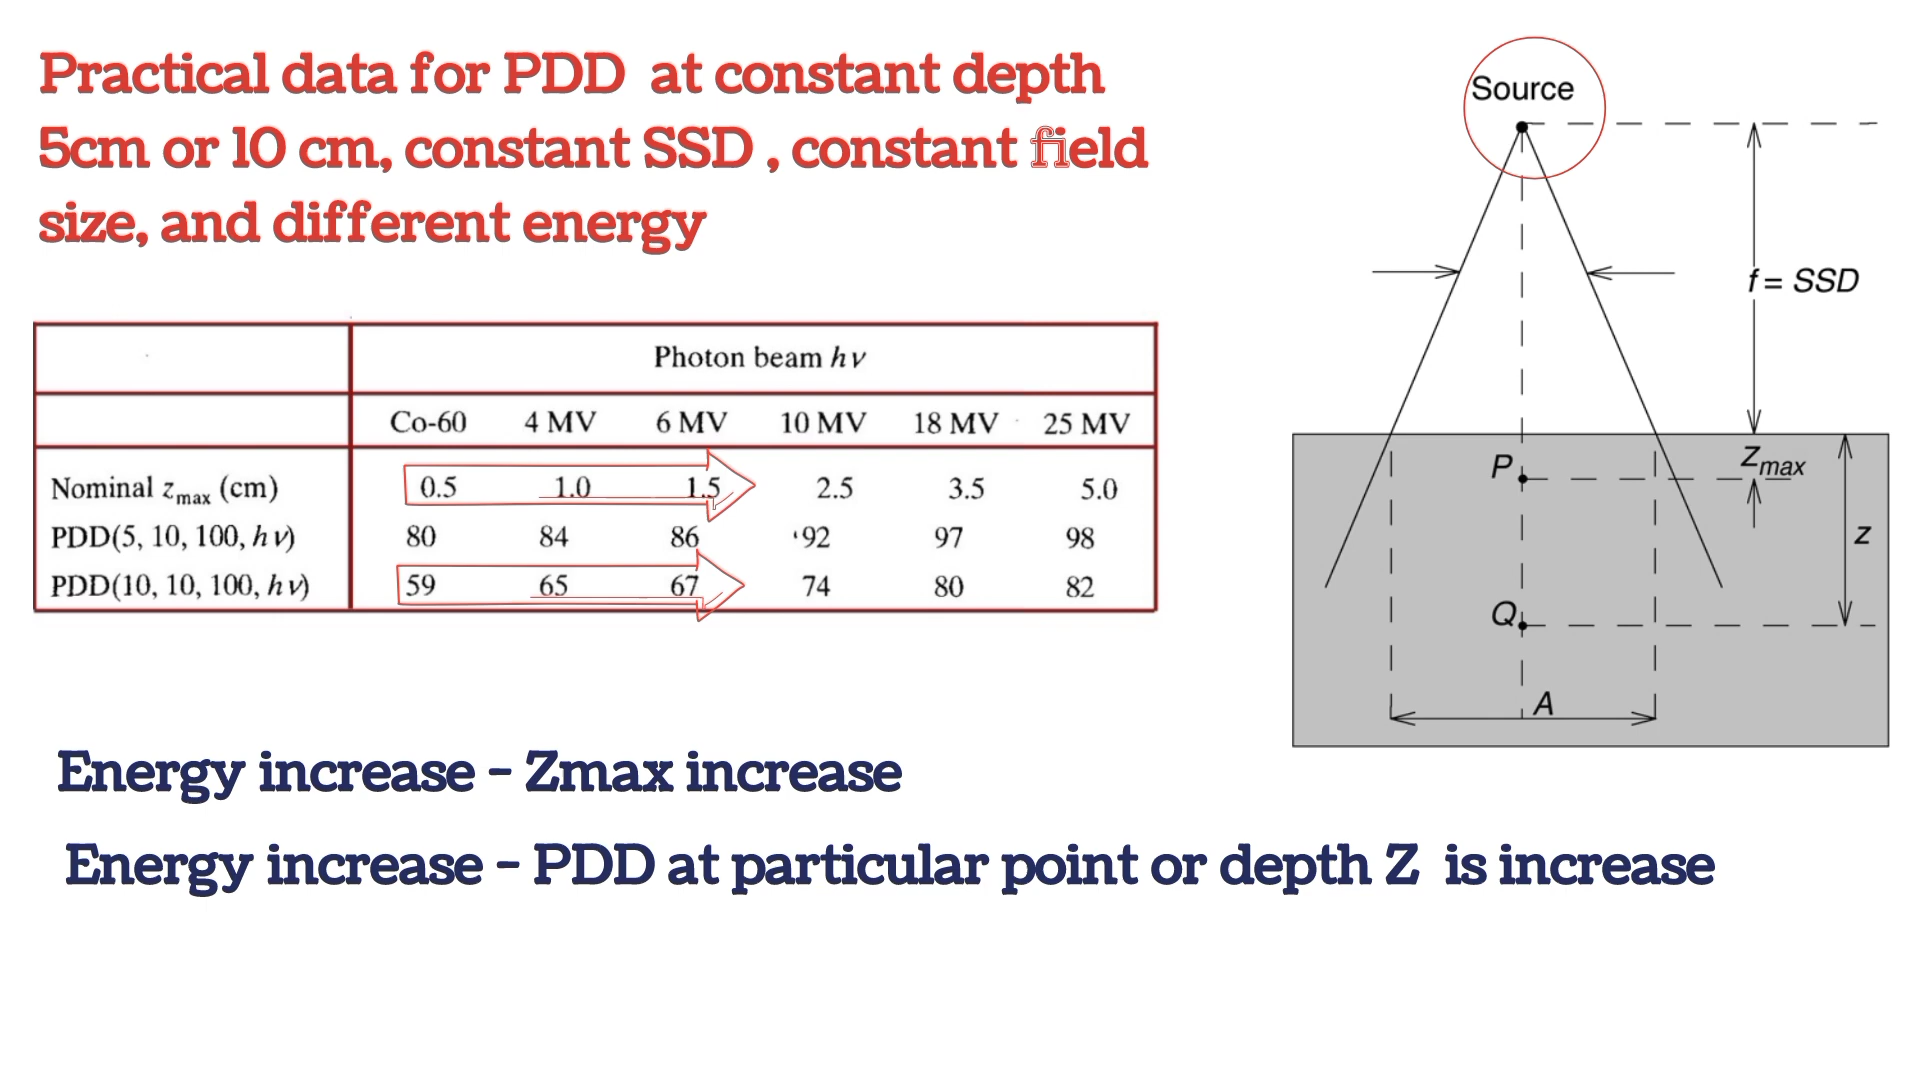 Practical data for PDD at constant depth
5cm or 10 cm, constant SSD , constant field
size, and different energy
Photon beam hν
Co-60 4 MV 6 MV 10 MV 18 MV 25 MV
Nominal zmax (cm) 0.5 1.0 1.5 2.5 3.5 5.0
PDD(5, 10, 100, hν) 80 84 86 92 97 98
PDD(10, 10, 100, hν) 59 65 67 74 80 82
Energy increase - Zmax increase
Energy increase - PDD at particular point or depth Z is increase
Source
f = SSD
P
zmax
z
Q
A